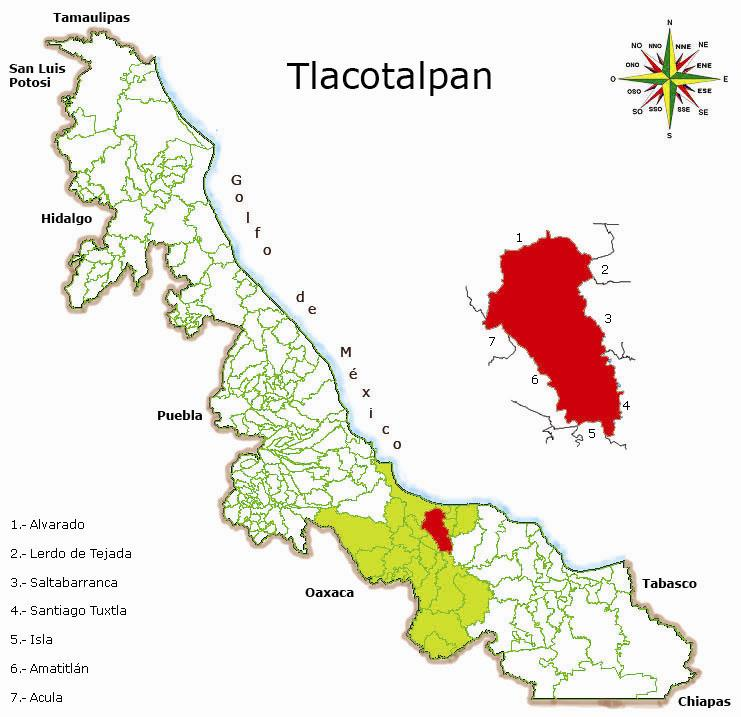 Tamaulipas
San Luis
Potosi
Tlacotalpan
N
NO NNO NNE NE
ONO ENE
O E
OSO ESE
SO SSO SSE SE
S
Hidalgo
Golfo de México
1
2
3
7
6
4
5
Puebla
1.- Alvarado
2.- Lerdo de Tejada
3.- Saltabarranca
4.- Santiago Tuxtla
5.- Isla
6.- Amatitlán
7.- Acula
Oaxaca
Tabasco
Chiapas